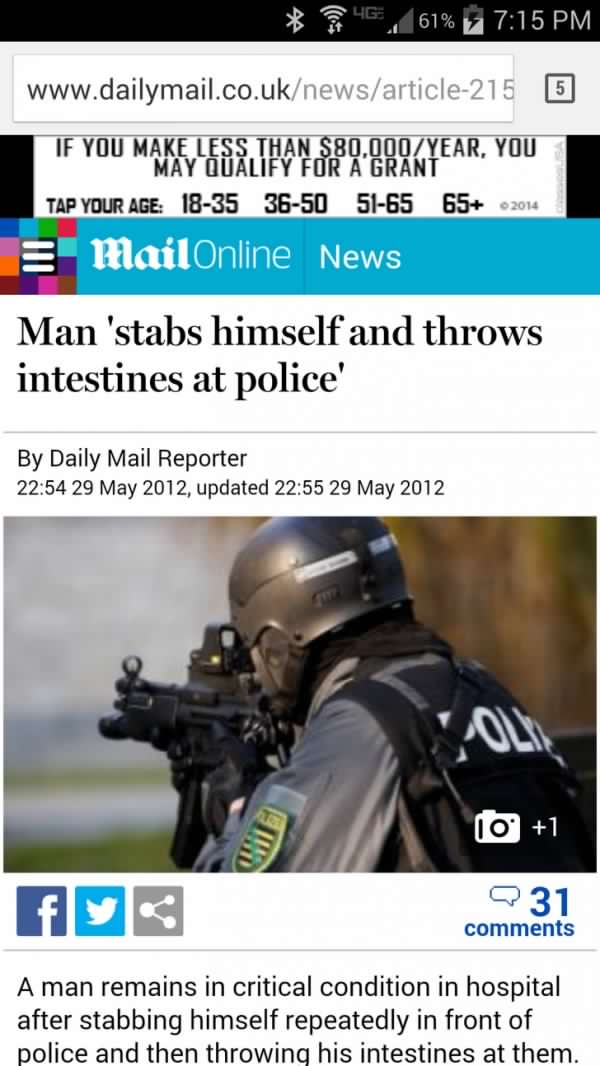 4G 61% 7:15 PM
www.dailymail.co.uk/news/article-215
5
IF YOU MAKE LESS THAN $80,000/YEAR, YOU
MAY QUALIFY FOR A GRANT
TAP YOUR AGE: 18-35 36-50 51-65 65+ ©2014
Mail Online News
Man 'stabs himself and throws
intestines at police'
By Daily Mail Reporter
22:54 29 May 2012, updated 22:55 29 May 2012
POLI
+1
f
31
comments
A man remains in critical condition in hospital
after stabbing himself repeatedly in front of
police and then throwing his intestines at them.